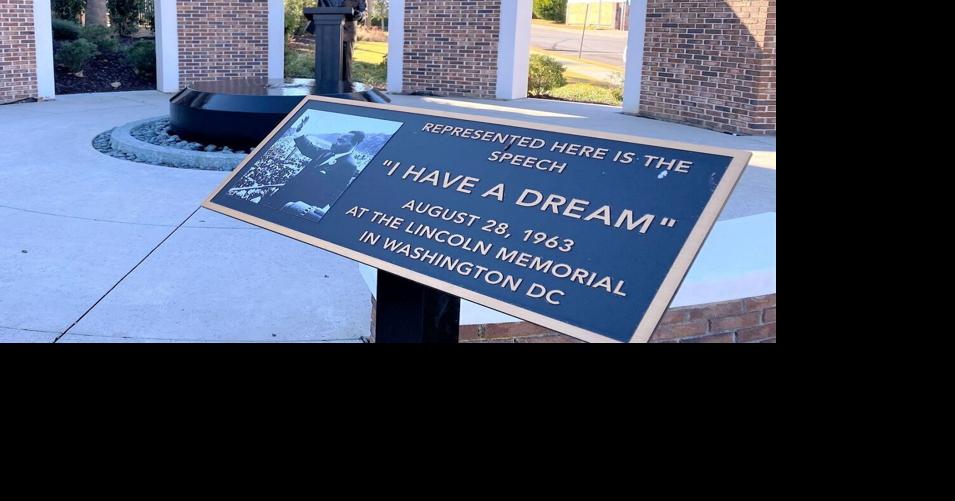 REPRESENTED HERE IS THE
SPEECH
"I HAVE A DREAM"
AUGUST 28, 1963
AT THE LINCOLN MEMORIAL
IN WASHINGTON DC